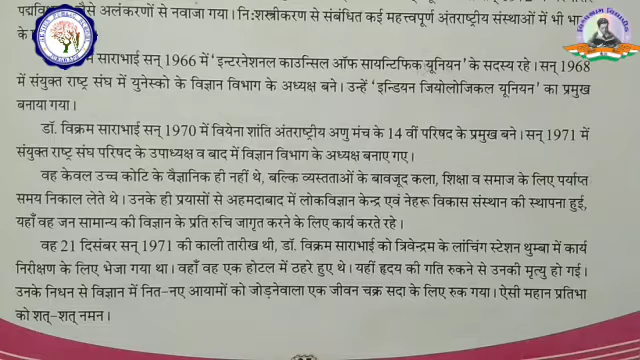 जैसे अलंकरणों से नवाजा गया। नि:शस्त्रीकरण से संबंधित कई महत्त्वपूर्ण अंतराष्ट्रीय संस्थाओं में भी
साराभाई सन् 1966 में ‘इन्टरनेशनल काउन्सिल ऑफ सायन्टिफिक यूनियन’ के सदस्य रहे। सन् 1968
में संयुक्त राष्ट्र संघ में युनेस्को के विज्ञान विभाग के अध्यक्ष बने। उन्हें ‘इन्डियन जियोलोजिकल यूनियन’ का प्रमुख
बनाया गया।
डॉ. विक्रम साराभाई सन् 1970 में वियेना शांति अंतराष्ट्रीय अणु मंच के 14 वीं परिषद के प्रमुख बने। सन् 1971 में
संयुक्त राष्ट्र संघ परिषद के उपाध्यक्ष व बाद में विज्ञान विभाग के अध्यक्ष बनाए गए।
वह केवल उच्च कोटि के वैज्ञानिक ही नहीं थे, बल्कि व्यस्तताओं के बावजूद कला, शिक्षा व समाज के लिए पर्याप्त
समय निकाल लेते थे। उनके ही प्रयासों से अहमदाबाद में लोकविज्ञान केन्द्र एवं नेहरू विकास संस्थान की स्थापना हुई,
यहाँ वह जन सामान्य की विज्ञान के प्रति रुचि जागृत करने के लिए कार्य करते रहे।
वह 21 दिसंबर सन् 1971 की काली तारीख थी, डॉ. विक्रम साराभाई को त्रिवेन्द्रम के लांचिंग स्टेशन थुम्बा में कार्य
निरीक्षण के लिए भेजा गया था। वहाँ वह एक होटल में ठहरे हुए थे। यहीं हृदय की गति रुकने से उनकी मृत्यु हो गई।
उनके निधन से विज्ञान में नित-नए आयामों को जोड़नेवाला एक जीवन चक्र सदा के लिए रुक गया। ऐसी महान प्रतिभा
को शत्-शत् नमन।